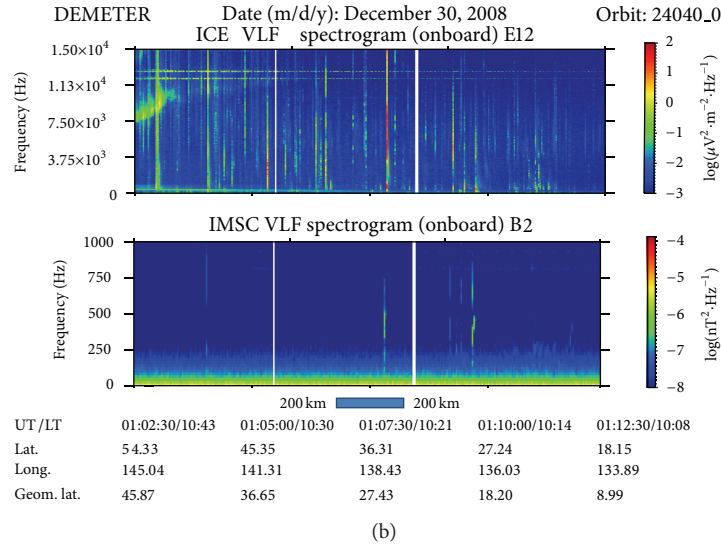 DEMETER Date (m/d/y): December 30, 2008 Orbit: 24040_0
ICE VLF spectrogram (onboard) E12
Frequency (Hz)
1.50×10⁴
1.13×10⁴
7.50×10³
3.75×10³
0
2
1
0
−1
−2
−3
log(μV²·m⁻²·Hz⁻¹)
IMSC VLF spectrogram (onboard) B2
Frequency (Hz)
1000
750
500
250
0
−4
−5
−6
−7
−8
log(nT²·Hz⁻¹)
200 km 200 km
UT/LT 01:02:30/10:43 01:05:00/10:30 01:07:30/10:21 01:10:00/10:14 01:12:30/10:08
Lat. 54.33 45.35 36.31 27.24 18.15
Long. 145.04 141.31 138.43 136.03 133.89
Geom. lat. 45.87 36.65 27.43 18.20 8.99
(b)